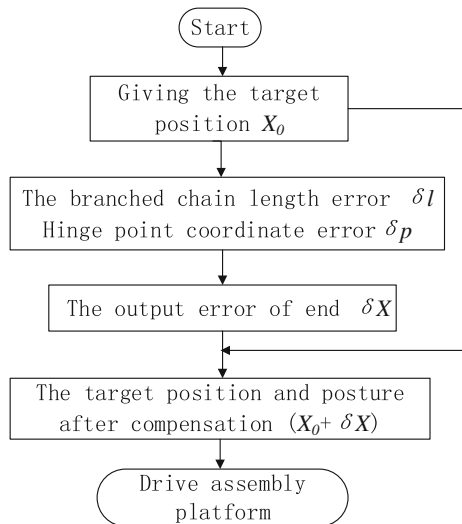 Start
Giving the target
position X₀
The branched chain length error δl
Hinge point coordinate error δp
The output error of end δX
The target position and posture
after compensation (X₀+ δX)
Drive assembly
platform